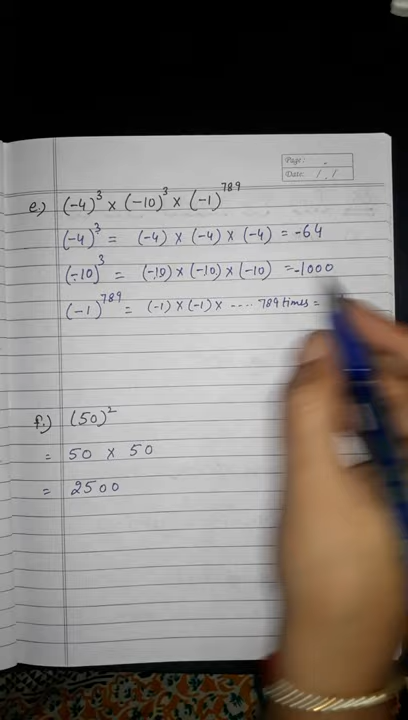 Page:
Date: / /
e.) (-4)³ × (-10)³ × (-1)⁷⁸⁹
(-4)³ = (-4) × (-4) × (-4) = -64
(-10)³ = (-10) × (-10) × (-10) = -1000
(-1)⁷⁸⁹ = (-1) × (-1) × .... 789 times =
f.) (50)²
= 50 × 50
= 2500